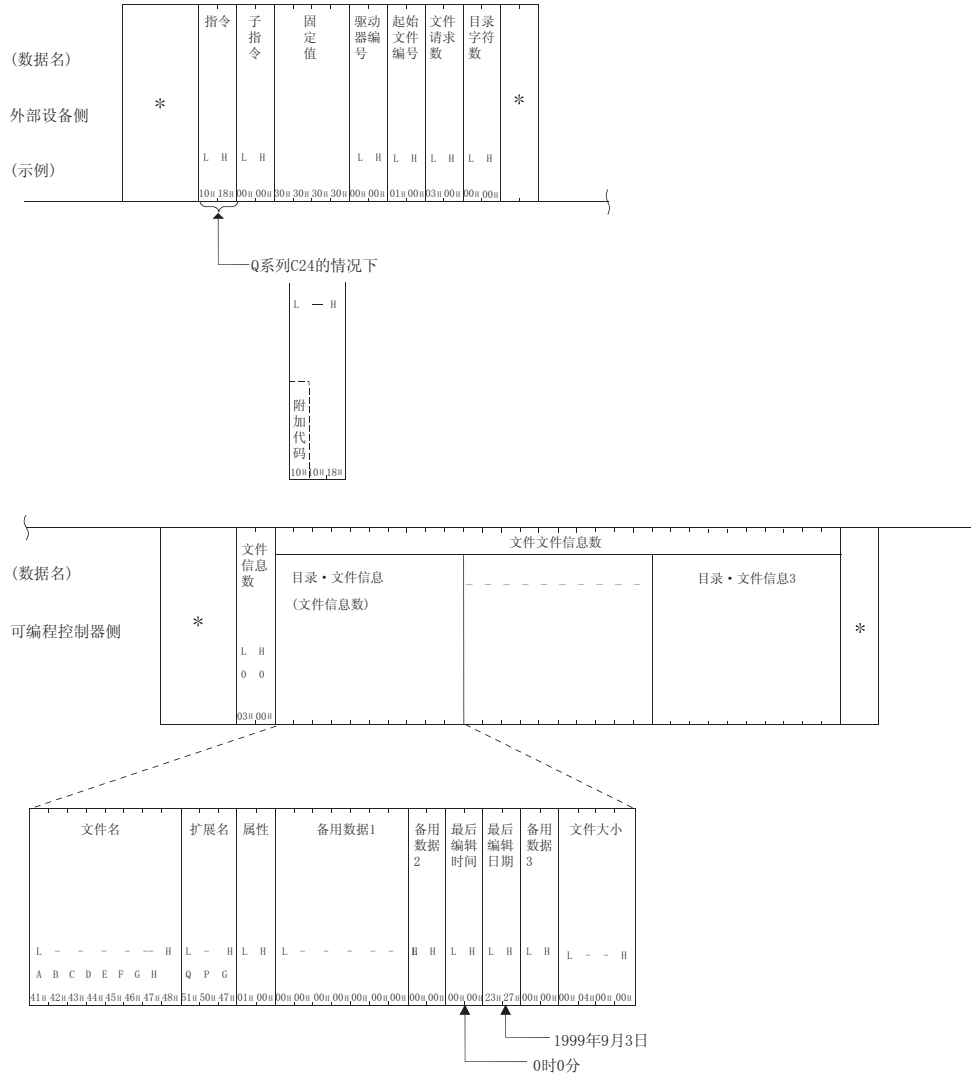 (数据名)
外部设备侧
(示例)
*
指令
子
指
令
固
定
值
驱动
器编
号
起始
文件
编号
文件
请求
数
目录
字符
数
*
L H L H L H L H L H L H
10H 18H 00H 00H 30H 30H 30H 30H 00H 00H 01H 00H 03H 00H 00H 00H
Q系列C24的情况下
L — H
附
加
代
码
10H 10H 18H
(数据名)
可编程控制器侧
*
文件
信息
数
L H
0 0
03H 00H
文件文件信息数
目录·文件信息
(文件信息数)
— — — — — — — — — —
目录·文件信息3
*
文件名
扩展名
属性
备用数据1
备用
数据
2
最后
编辑
时间
最后
编辑
日期
备用
数据
3
文件大小
L - - - - -- H L - H L H L - - - - - H H L H L H L H L - - H
A B C D E F G H Q P G
41H 42H 43H 44H 45H 46H 47H 48H 51H 50H 47H 01H 00H 00H 00H 00H 00H 00H 00H 00H 00H 00H 00H 00H 23H 27H 00H 00H 00H 04H 00H 00H
1999年9月3日
0时0分